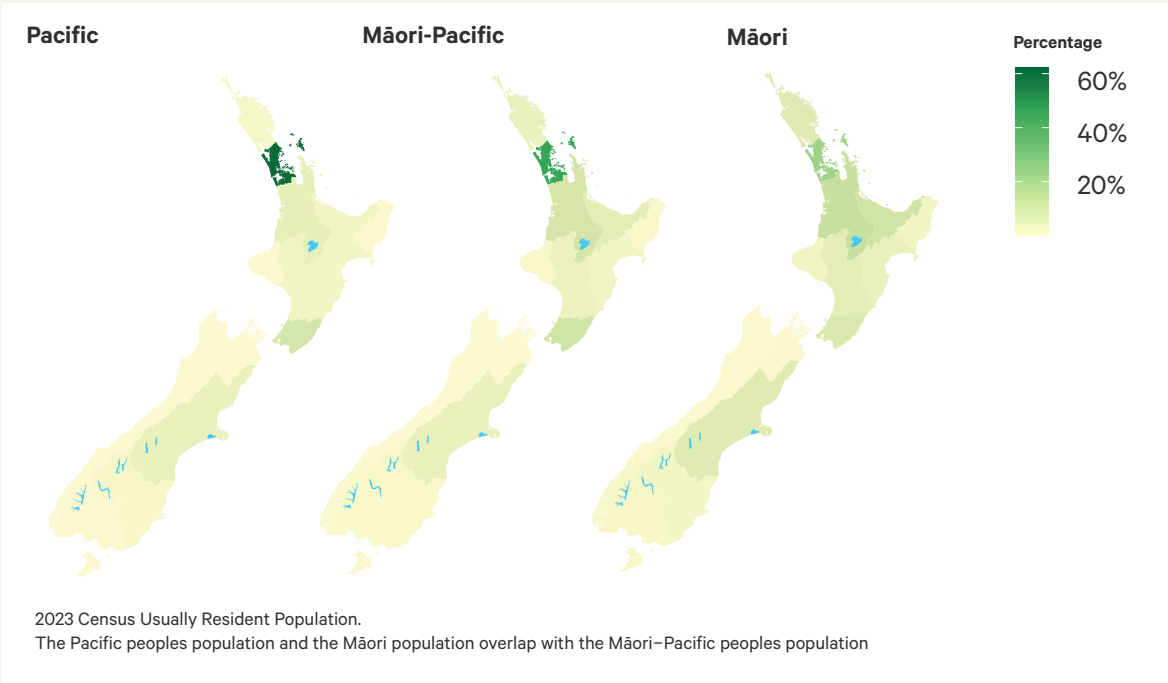 Pacific
Māori-Pacific
Māori
Percentage
60%
40%
20%
2023 Census Usually Resident Population.
The Pacific peoples population and the Māori population overlap with the Māori–Pacific peoples population